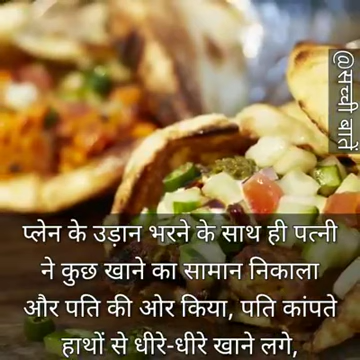 @सच्ची बातें
प्लेन के उड़ान भरने के साथ ही पत्नी
ने कुछ खाने का सामान निकाला
और पति की ओर किया, पति कांपते
हाथों से धीरे-धीरे खाने लगे,